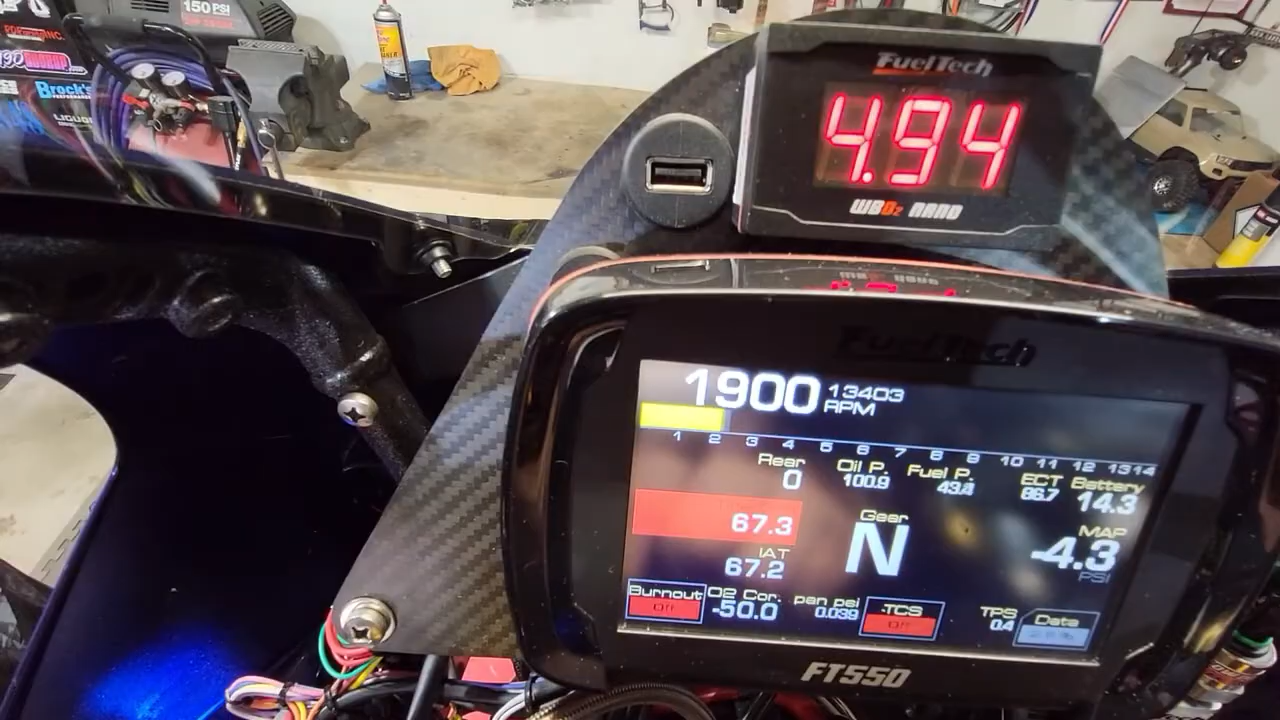 150 PSI
Brock's
PERFORMANCE
FuelTech
4.94
WBO2 NANO
FuelTech
1900 13403
RPM
1 2 3 4 5 6 7 8 9 10 11 12 13 14
Rear Oil P. Fuel P. ECT Battery
0 100.9 43.8 86.7 14.3
67.3 Gear MAP
IAT N -4.3
67.2 PSI
Burnout O2 Cor. pan psi TCS TPS Data
Off -50.0 0.039 Off 0.4
FT550